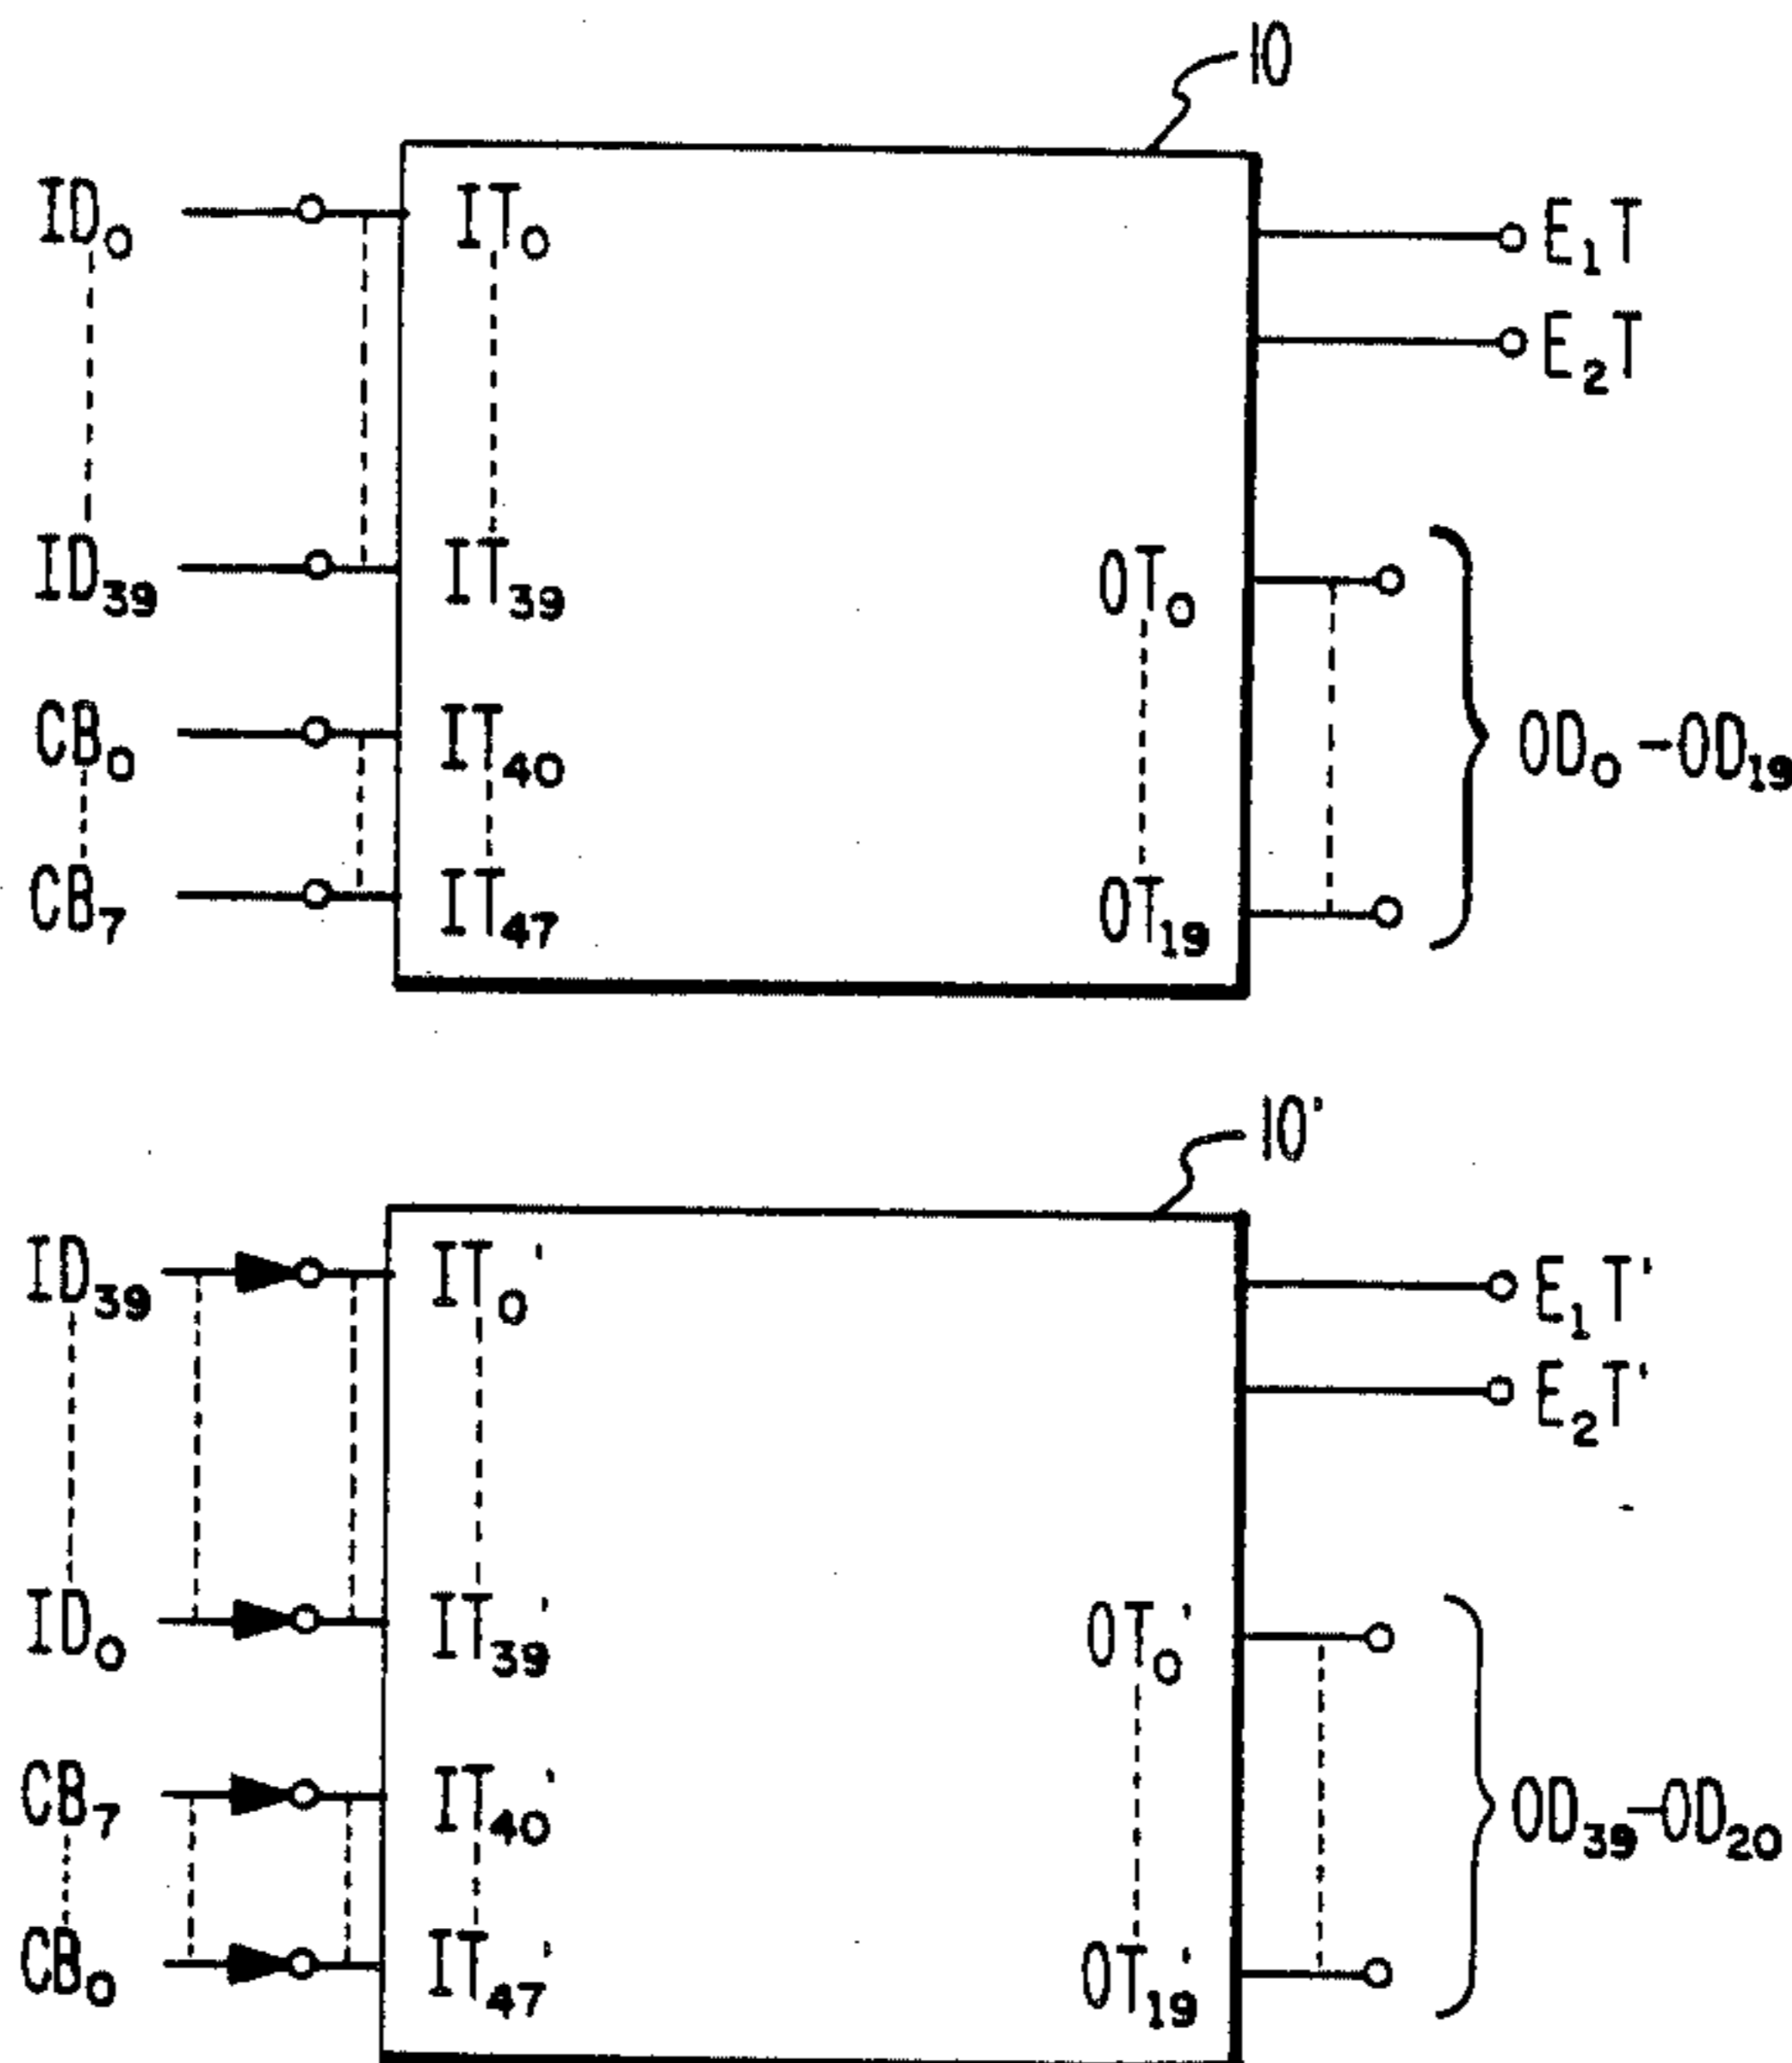 10
ID₀ IT₀ E₁T
E₂T
ID₃₉ IT₃₉ OT₀
CB₀ IT₄₀ OD₀-OD₁₉
CB₇ IT₄₇ OT₁₉
10'
ID₃₉ IT₀' E₁T'
E₂T'
ID₀ IT₃₉' OT₀'
CB₇ IT₄₀' OD₃₉-OD₂₀
CB₀ IT₄₇' OT₁₉'